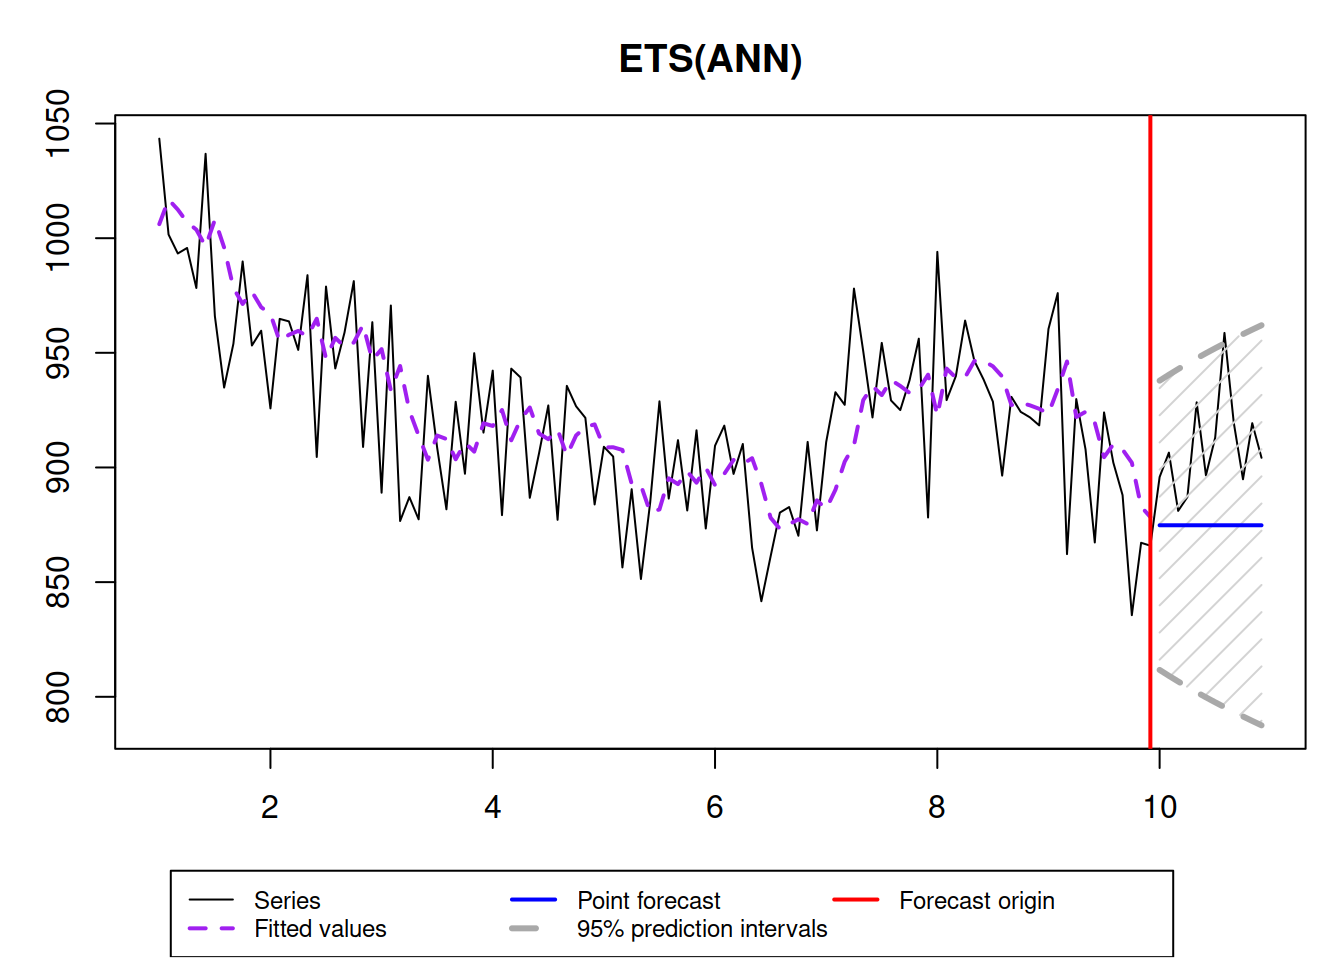 ETS(ANN)
1050
1000
950
900
850
800
2 4 6 8 10
Series Point forecast Forecast origin
Fitted values 95% prediction intervals